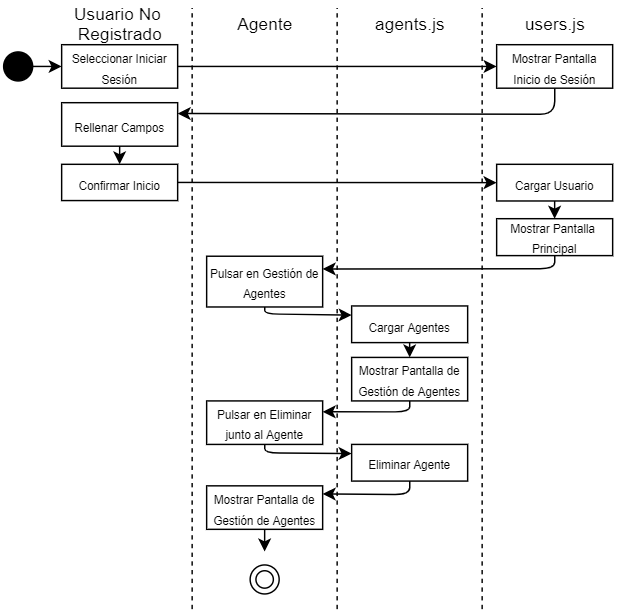 Usuario No
Registrado
Agente
agents.js
users.js
Seleccionar Iniciar
Sesión
Mostrar Pantalla
Inicio de Sesión
Rellenar Campos
Confirmar Inicio
Cargar Usuario
Mostrar Pantalla
Principal
Pulsar en Gestión de
Agentes
Cargar Agentes
Mostrar Pantalla de
Gestión de Agentes
Pulsar en Eliminar
junto al Agente
Eliminar Agente
Mostrar Pantalla de
Gestión de Agentes